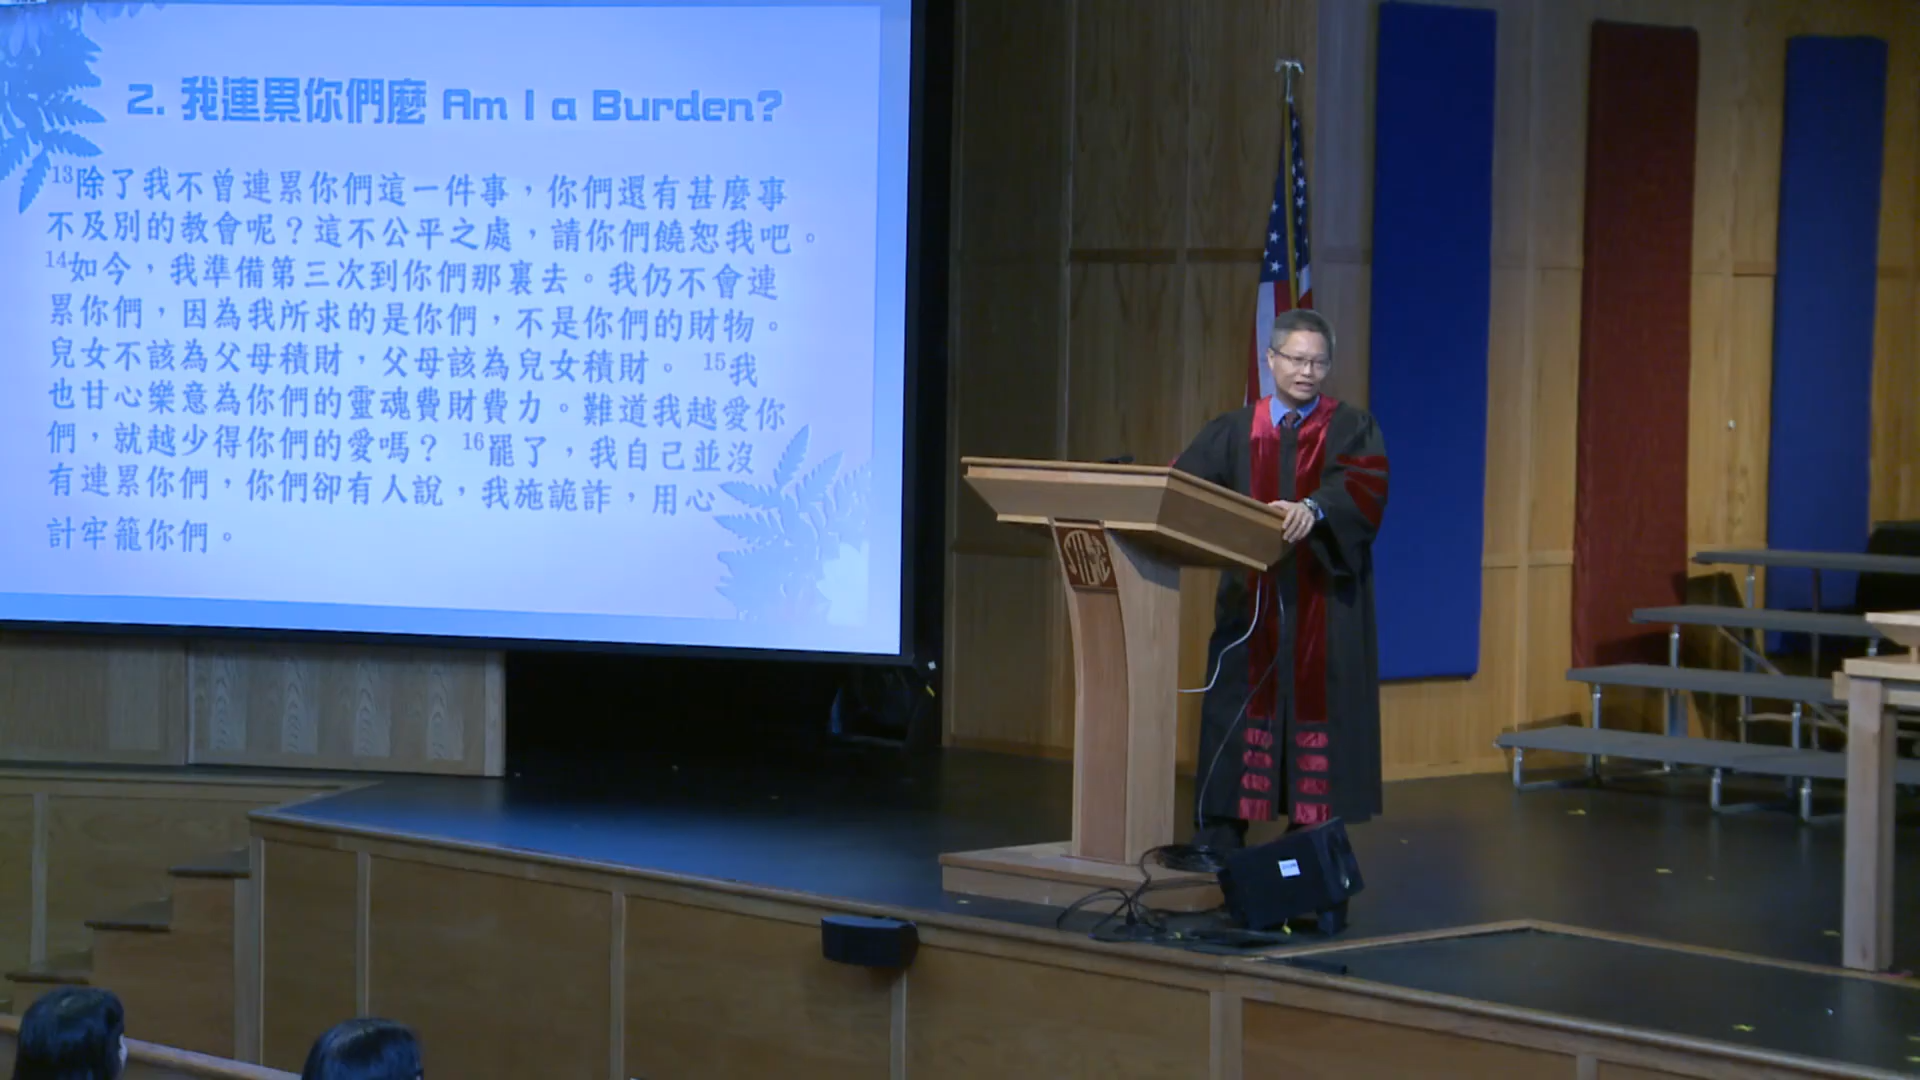 2. 我連累你們麼 Am I a Burden?
13除了我不曾連累你們這一件事，你們還有甚麼事
不及別的教會呢？這不公平之處，請你們饒恕我吧。
14如今，我準備第三次到你們那裏去。我仍不會連
累你們，因為我所求的是你們，不是你們的財物。
兒女不該為父母積財，父母該為兒女積財。 15我
也甘心樂意為你們的靈魂費財費力。難道我越愛你
們，就越少得你們的愛嗎？ 16罷了，我自己並沒
有連累你們，你們卻有人說，我施詭詐，用心
計牢籠你們。